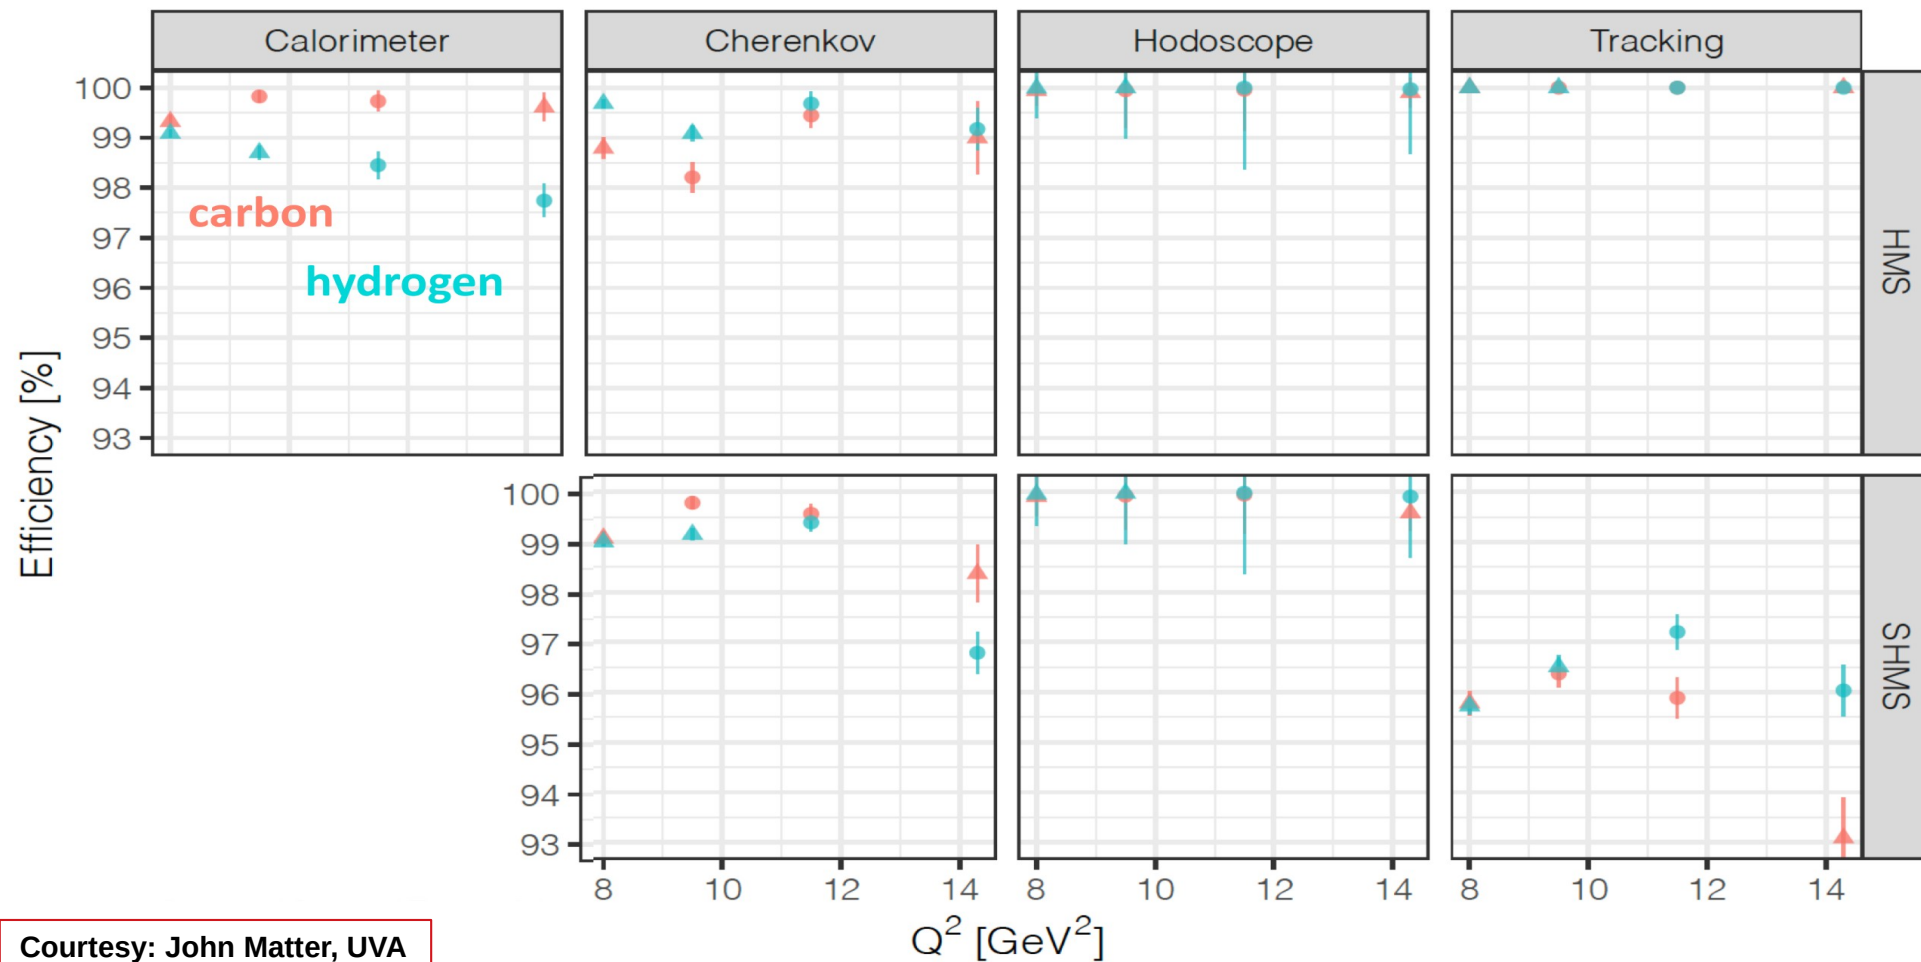 Calorimeter
Cherenkov
Hodoscope
Tracking
100
99
98
97
96
95
94
93
carbon
hydrogen
HMS
Efficiency [%]
100
99
98
97
96
95
94
93
SHMS
8 10 12 14
8 10 12 14
8 10 12 14
Q² [GeV²]
Courtesy: John Matter, UVA